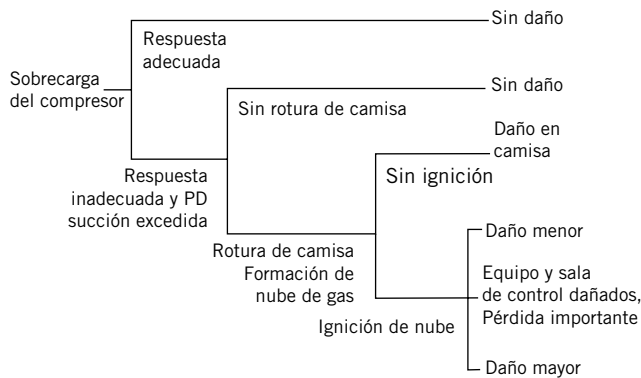 Sin daño
Respuesta
adecuada
Sobrecarga
del compresor
Sin daño
Sin rotura de camisa
Daño en
camisa
Sin ignición
Respuesta
inadecuada y PD
succión excedida
Rotura de camisa
Formación de
nube de gas
Daño menor
Equipo y sala
de control dañados,
Pérdida importante
Ignición de nube
Daño mayor